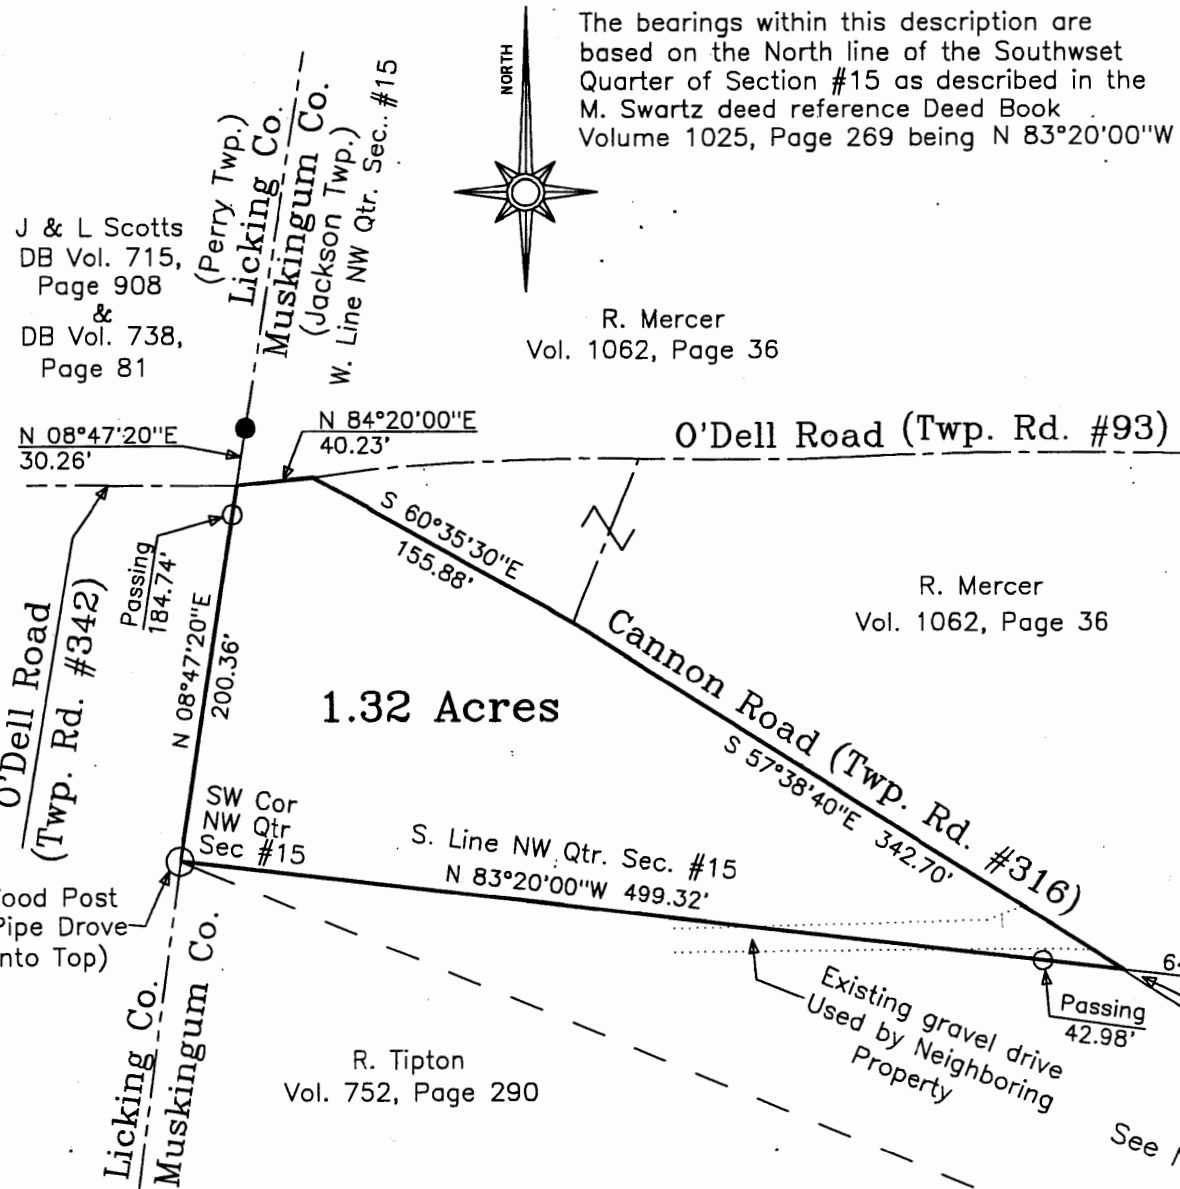 The bearings within this description are
based on the North line of the Southwset
Quarter of Section #15 as described in the
M. Swartz deed reference Deed Book
Volume 1025, Page 269 being N 83°20'00"W
NORTH
(Perry Twp.)
Licking Co.
Muskingum Co.
(Jackson Twp.)
W. Line NW Qtr. Sec.. #15
J & L Scotts
DB Vol. 715,
Page 908
&
DB Vol. 738,
Page 81
R. Mercer
Vol. 1062, Page 36
N 08°47'20"E
30.26'
N 84°20'00"E
40.23'
O'Dell Road (Twp. Rd. #93)
S 60°35'30"E
155.88'
Passing
184.74'
O'Dell Road
(Twp. Rd. #342)
N 08°47'20"E
200.36'
R. Mercer
Vol. 1062, Page 36
Cannon Road (Twp. Rd. #316)
S 57°38'40"E 342.70'
1.32 Acres
SW Cor
NW Qtr
Sec #15
S. Line NW Qtr. Sec. #15
N 83°20'00"W 499.32'
ood Post
Pipe Drove
nto Top)
64
Passing
42.98'
Existing gravel drive
Used by Neighboring
Property
Licking Co.
Muskingum Co.
R. Tipton
Vol. 752, Page 290
See